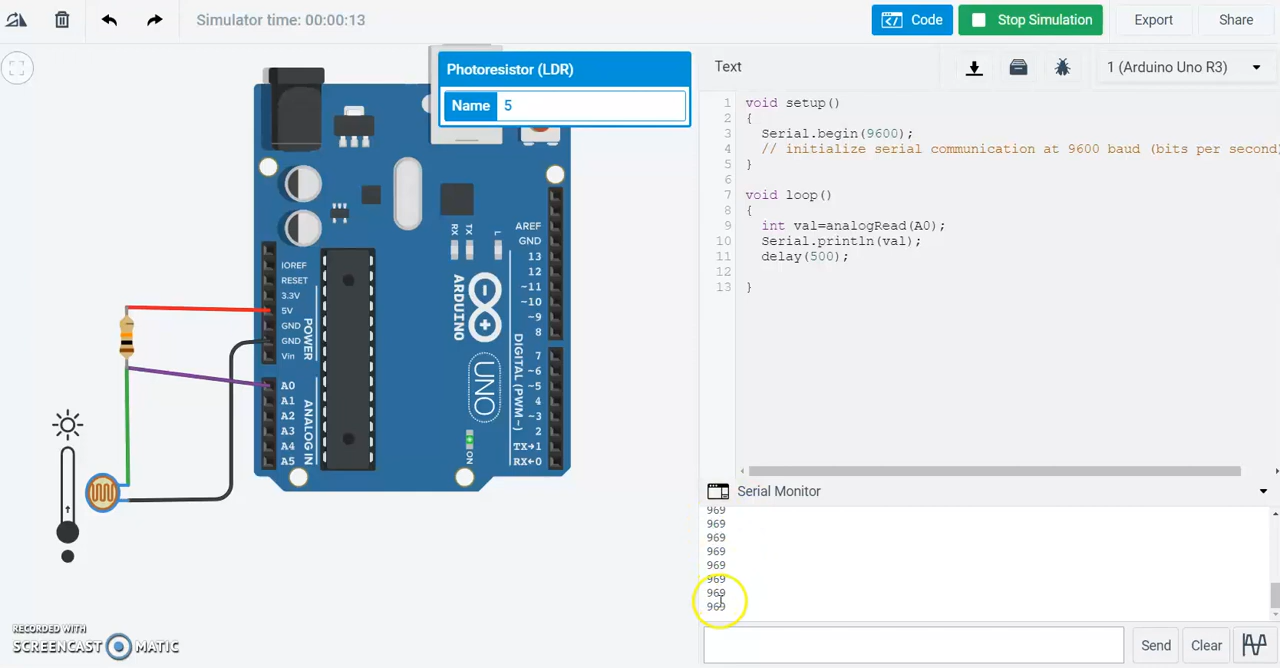 Simulator time: 00:00:13
Code
Stop Simulation
Export
Share
Photoresistor (LDR)
Name 5
Text
1 (Arduino Uno R3)
1 void setup()
2 {
3 Serial.begin(9600);
4 // initialize serial communication at 9600 baud (bits per second)
5 }
6
7 void loop()
8 {
9 int val=analogRead(A0);
10 Serial.println(val);
11 delay(500);
12
13 }
AREF
GND
13
12
~11
~10
~9
8
7
~6
~5
4
~3
2
TX→1
RX←0
DIGITAL (PWM~)
RX
TX
L
ARDUINO
UNO
ON
IOREF
RESET
3.3V
5V
GND
GND
Vin
POWER
A0
A1
A2
A3
A4
A5
ANALOG IN
Serial Monitor
969
969
969
969
969
969
969
969
Send
Clear
RECORDED WITH
SCREENCAST MATIC